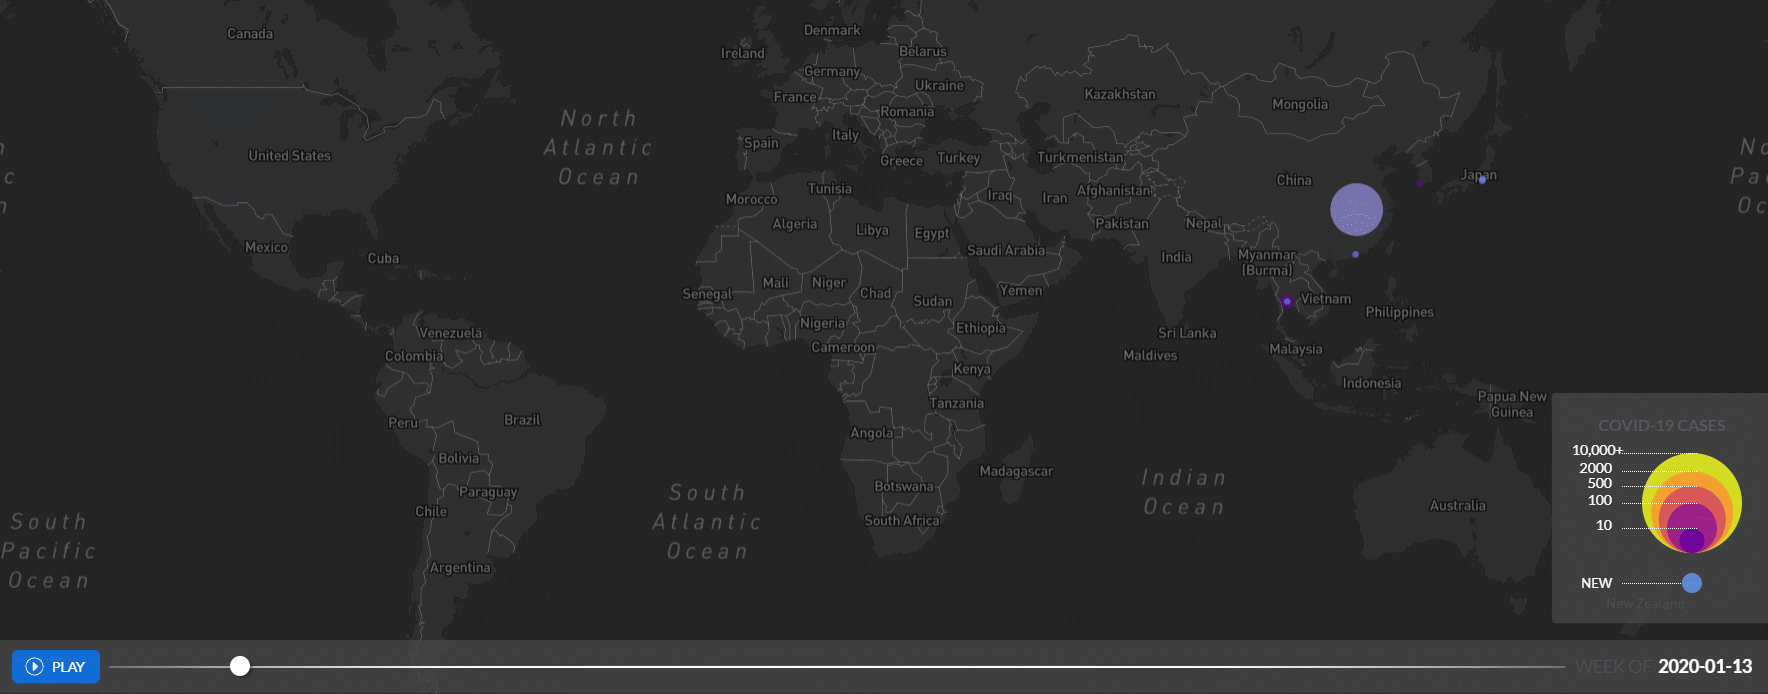 Canada
Denmark
Ireland
Belarus
Germany
Ukraine
France
Kazakhstan
Romania
Mongolia
North
Atlantic
Ocean
Italy
Spain
United States
Greece
Turkey
Turkmenistan
Japan
China
Tunisia
Morocco
Iraq
Iran
Afghanistan
Algeria
Libya
Egypt
Pakistan
Nepal
Mexico
Cuba
Saudi Arabia
India
Myanmar
(Burma)
Mali
Niger
Chad
Senegal
Sudan
Yemen
Vietnam
Philippines
Nigeria
Ethiopia
Venezuela
Sri Lanka
Cameroon
Colombia
Maldives
Malaysia
Kenya
Indonesia
Tanzania
Papua New
Guinea
Peru
Brazil
Angola
Bolivia
Madagascar
Indian
Ocean
Botswana
South
Atlantic
Ocean
Paraguay
Chile
South Africa
Australia
South
Pacific
Ocean
Argentina
No
Pa
Oc
n
c
n
COVID-19 CASES
10,000+
2000
500
100
10
NEW
New Zealand
PLAY
WEEK OF 2020-01-13